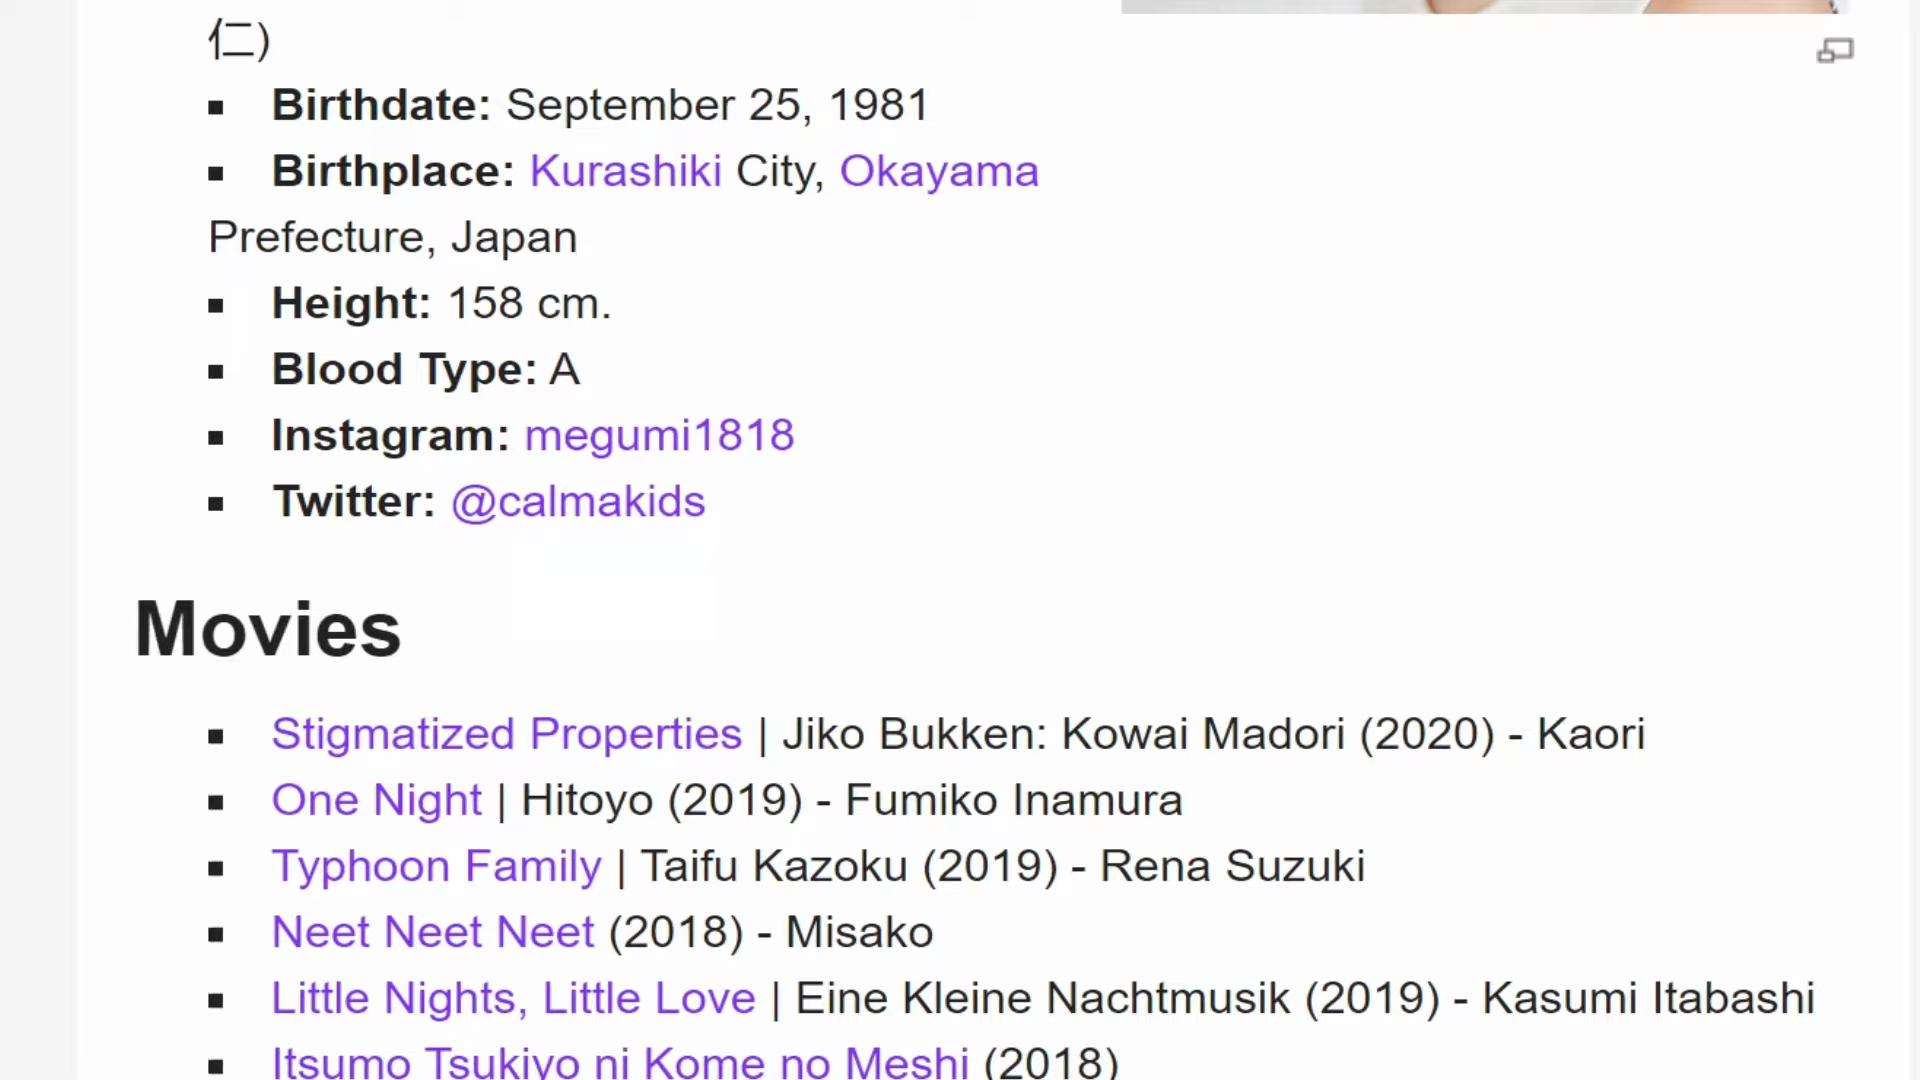 仁)
▪ Birthdate: September 25, 1981
▪ Birthplace: Kurashiki City, Okayama
Prefecture, Japan
▪ Height: 158 cm.
▪ Blood Type: A
▪ Instagram: megumi1818
▪ Twitter: @calmakids
Movies
▪ Stigmatized Properties | Jiko Bukken: Kowai Madori (2020) - Kaori
▪ One Night | Hitoyo (2019) - Fumiko Inamura
▪ Typhoon Family | Taifu Kazoku (2019) - Rena Suzuki
▪ Neet Neet Neet (2018) - Misako
▪ Little Nights, Little Love | Eine Kleine Nachtmusik (2019) - Kasumi Itabashi
▪ Itsumo Tsukiyo ni Kome no Meshi (2018)